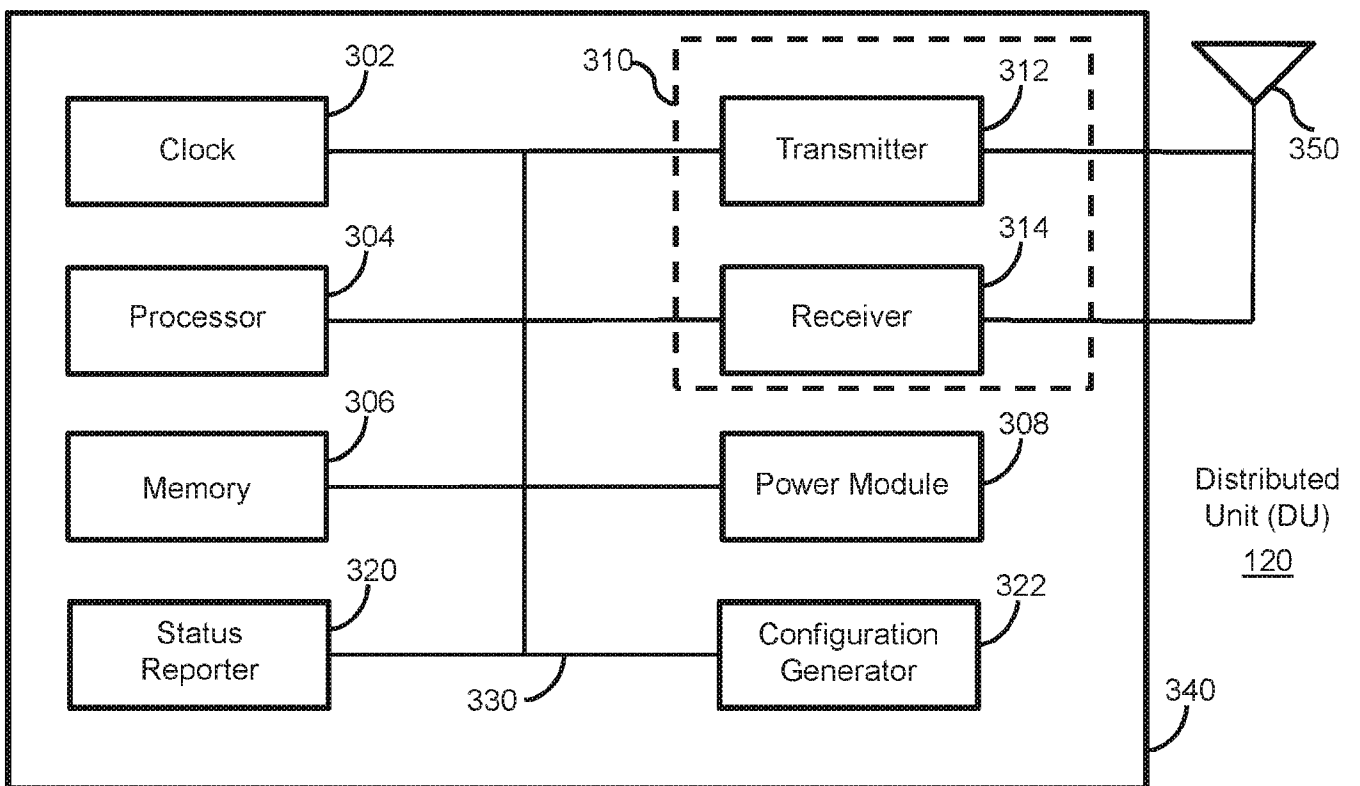 302
310
312
Clock
Transmitter
350
304
314
Processor
Receiver
306
308
Memory
Power Module
Distributed
Unit (DU)
120
320
322
Status
Reporter
Configuration
Generator
330
340